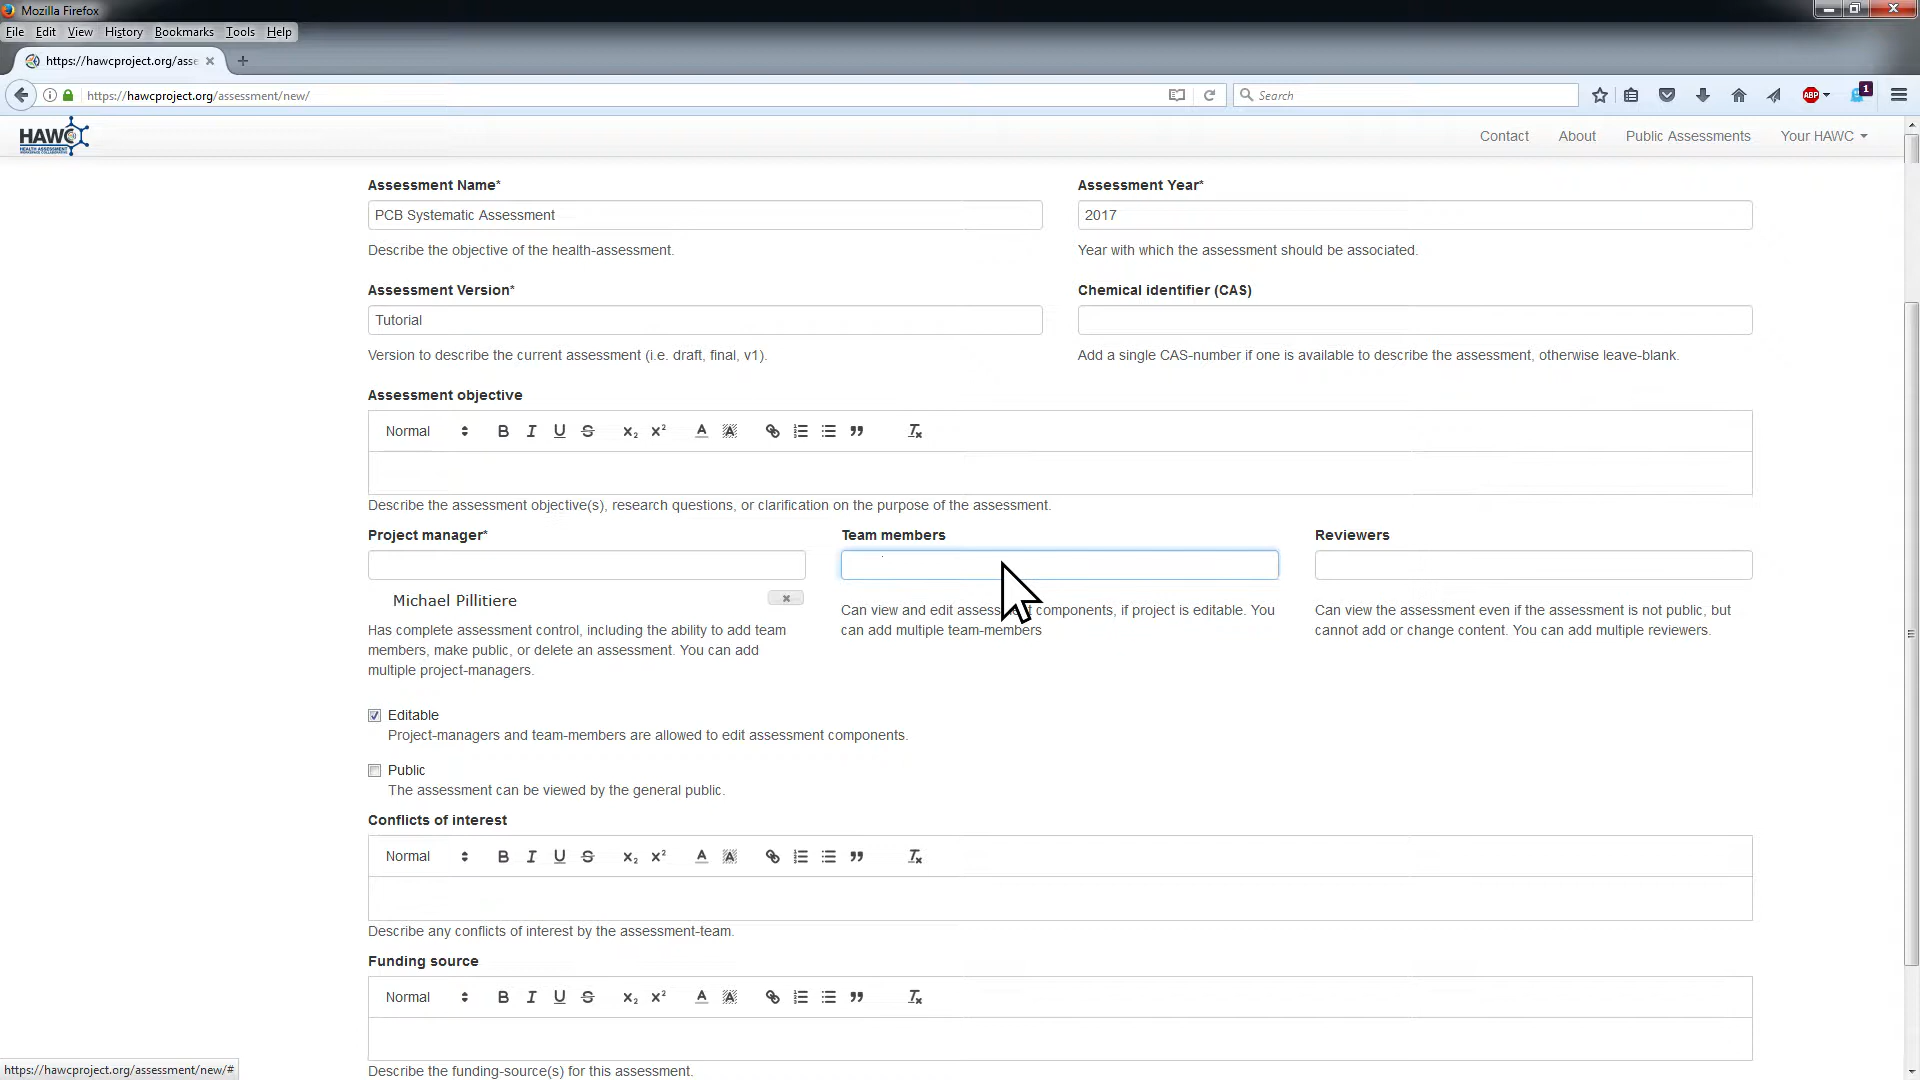 Mozilla Firefox
File Edit View History Bookmarks Tools Help
https://hawcproject.org/asse
https://hawcproject.org/assessment/new/
Search
ABP
1
HAWC
HEALTH ASSESSMENT
WORKSPACE COLLABORATIVE
Contact About Public Assessments Your HAWC
Assessment Name* Assessment Year*
PCB Systematic Assessment 2017
Describe the objective of the health-assessment. Year with which the assessment should be associated.
Assessment Version* Chemical identifier (CAS)
Tutorial
Version to describe the current assessment (i.e. draft, final, v1). Add a single CAS-number if one is available to describe the assessment, otherwise leave-blank.
Assessment objective
Normal
Describe the assessment objective(s), research questions, or clarification on the purpose of the assessment.
Project manager* Team members Reviewers
Michael Pillitiere
Has complete assessment control, including the ability to add team
members, make public, or delete an assessment. You can add
multiple project-managers.
Can view and edit assessment components, if project is editable. You
can add multiple team-members
Can view the assessment even if the assessment is not public, but
cannot add or change content. You can add multiple reviewers.
Editable
Project-managers and team-members are allowed to edit assessment components.
Public
The assessment can be viewed by the general public.
Conflicts of interest
Normal
Describe any conflicts of interest by the assessment-team.
Funding source
Normal
Describe the funding-source(s) for this assessment.
https://hawcproject.org/assessment/new/#